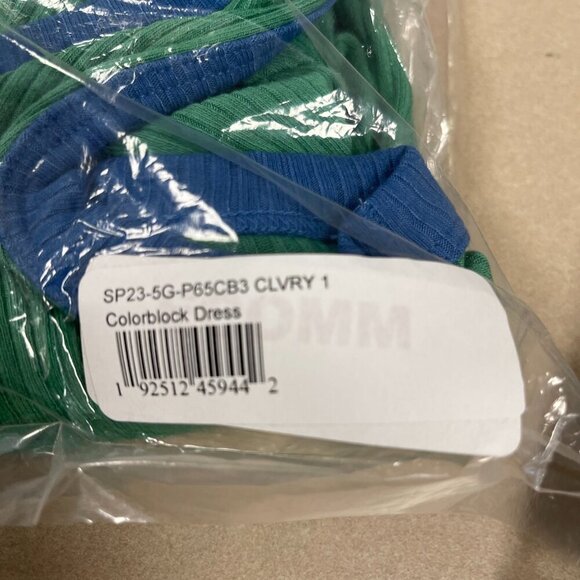 SP23-5G-P65CB3 CLVRY 1
Colorblock Dress
1 92512 45944 2